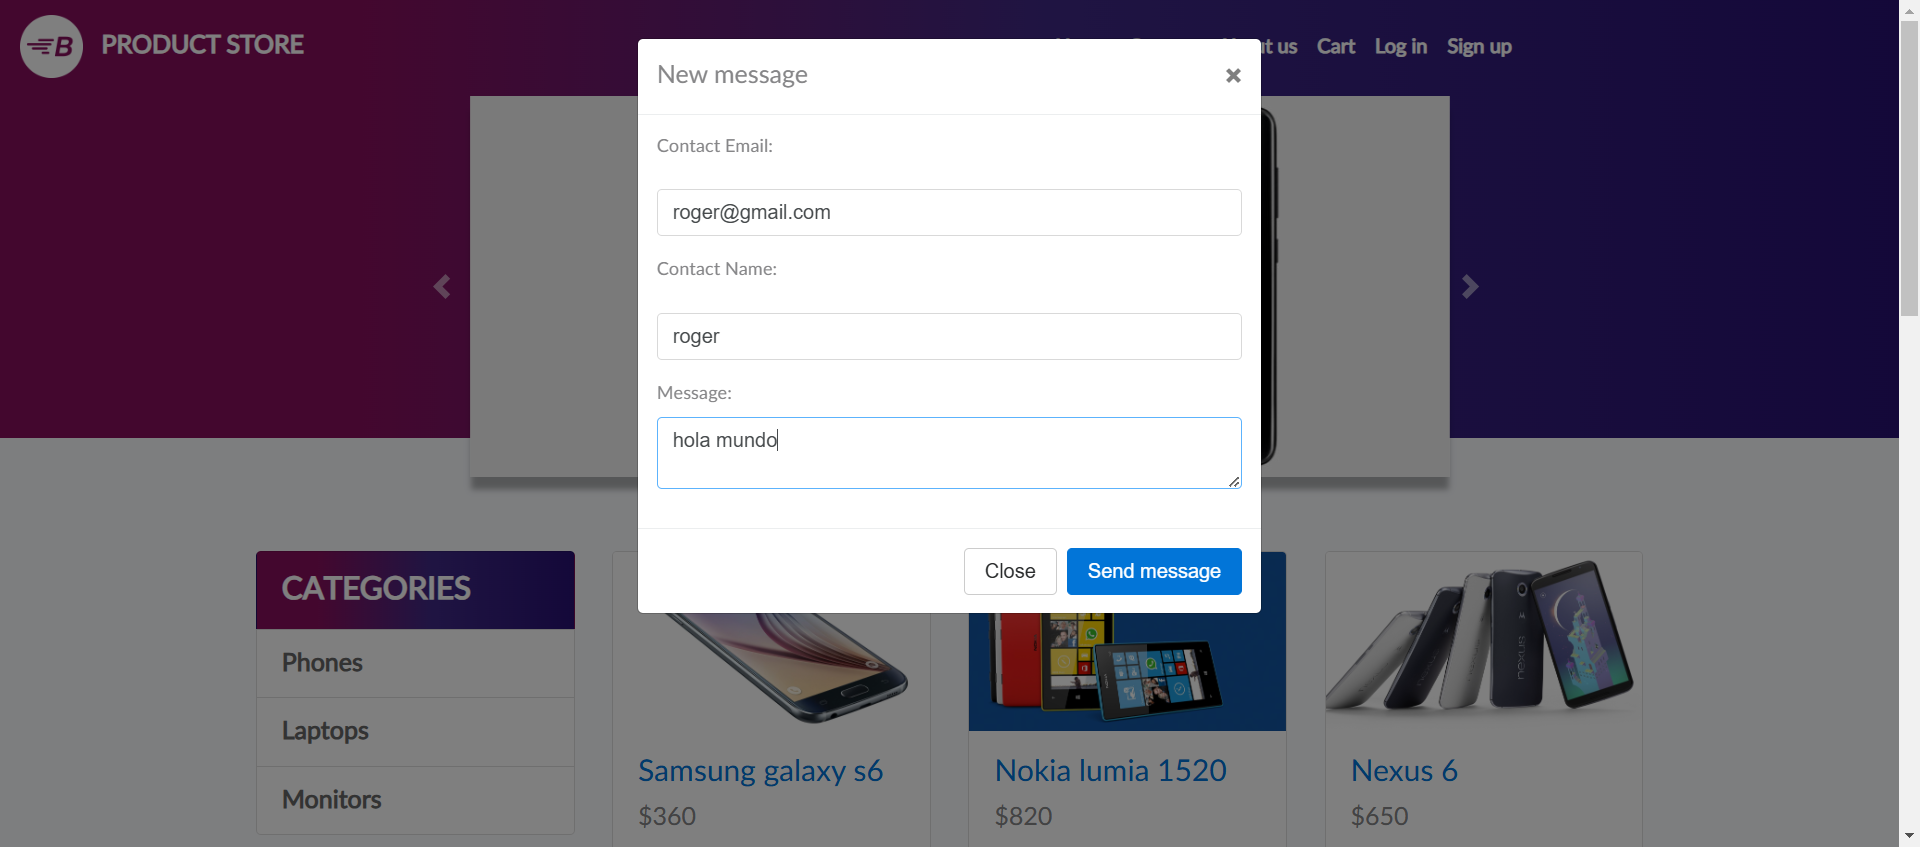 B PRODUCT STORE
ut us Cart Log in Sign up
New message
Contact Email:
roger@gmail.com
Contact Name:
roger
Message:
hola mundo
Close Send message
CATEGORIES
Phones
Laptops
Monitors
nexus
Samsung galaxy s6
$360
Nokia lumia 1520
$820
Nexus 6
$650